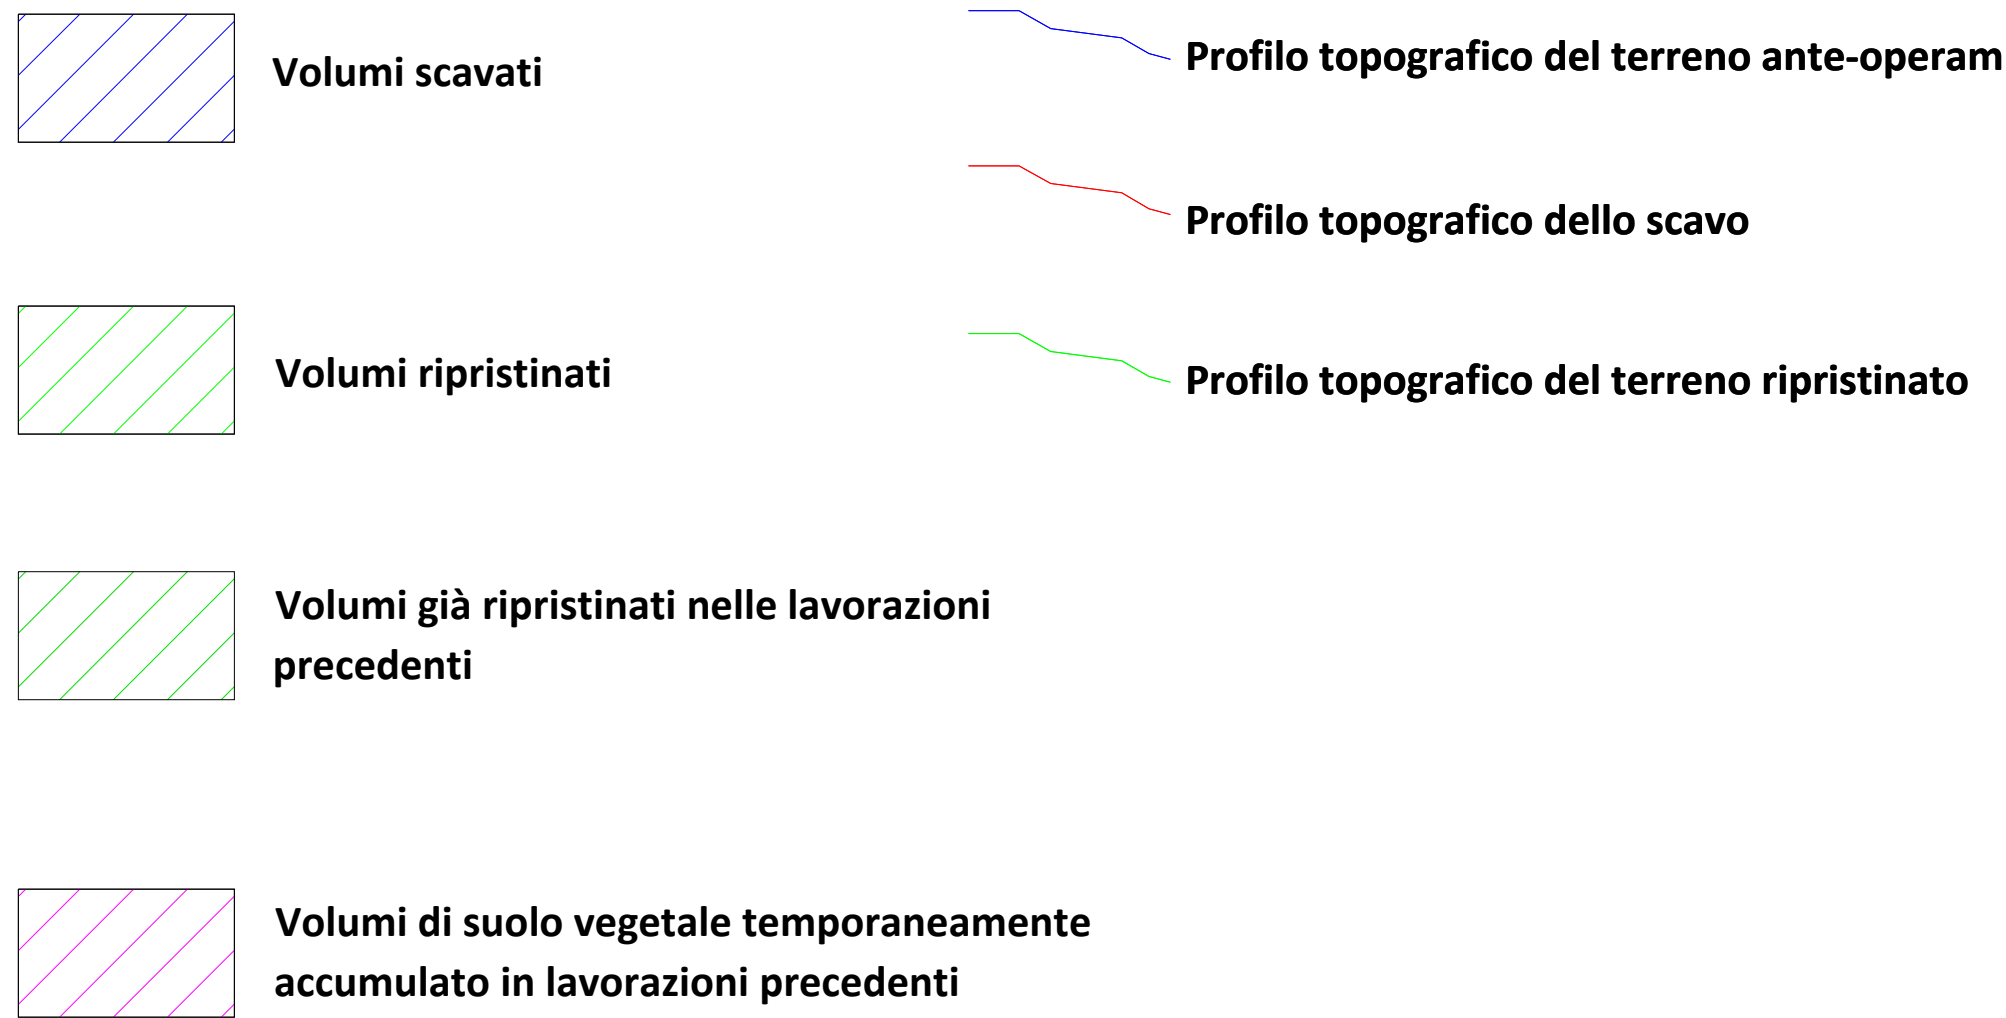 Volumi scavati
Profilo topografico del terreno ante-operam
Profilo topografico dello scavo
Volumi ripristinati
Profilo topografico del terreno ripristinato
Volumi già ripristinati nelle lavorazioni
precedenti
Volumi di suolo vegetale temporaneamente
accumulato in lavorazioni precedenti